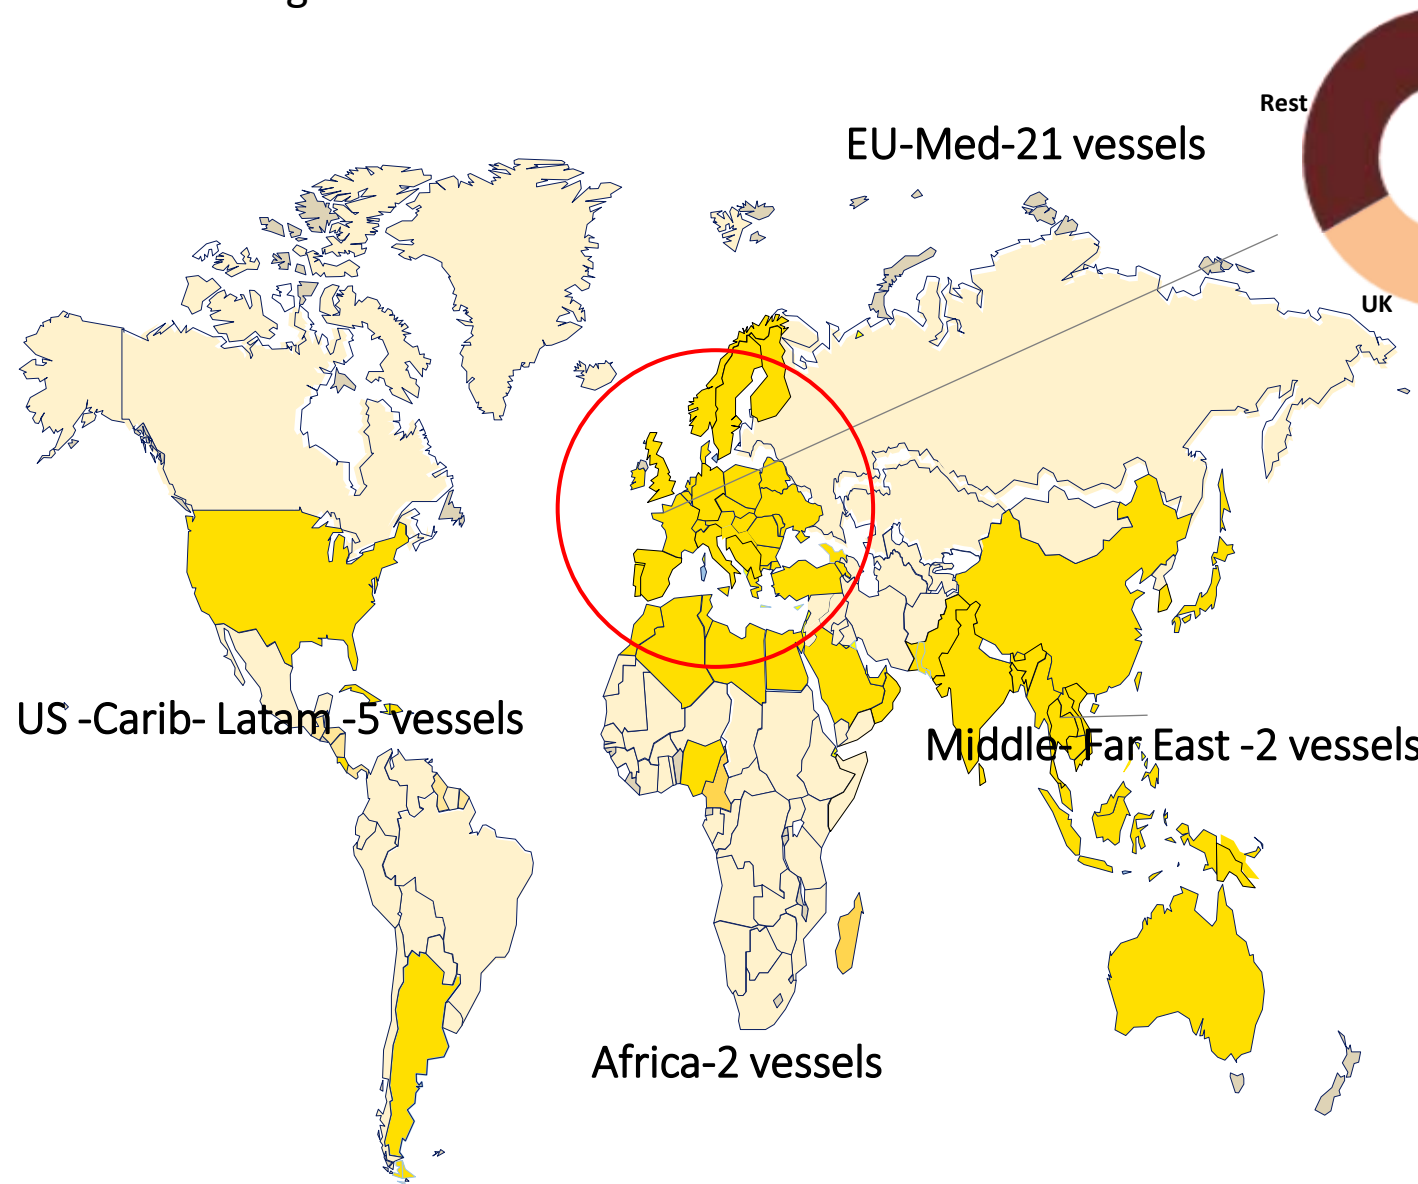 Rest
EU-Med-21 vessels
UK
US -Carib- Latam -5 vessels
Middle- Far East -2 vessels
Africa-2 vessels